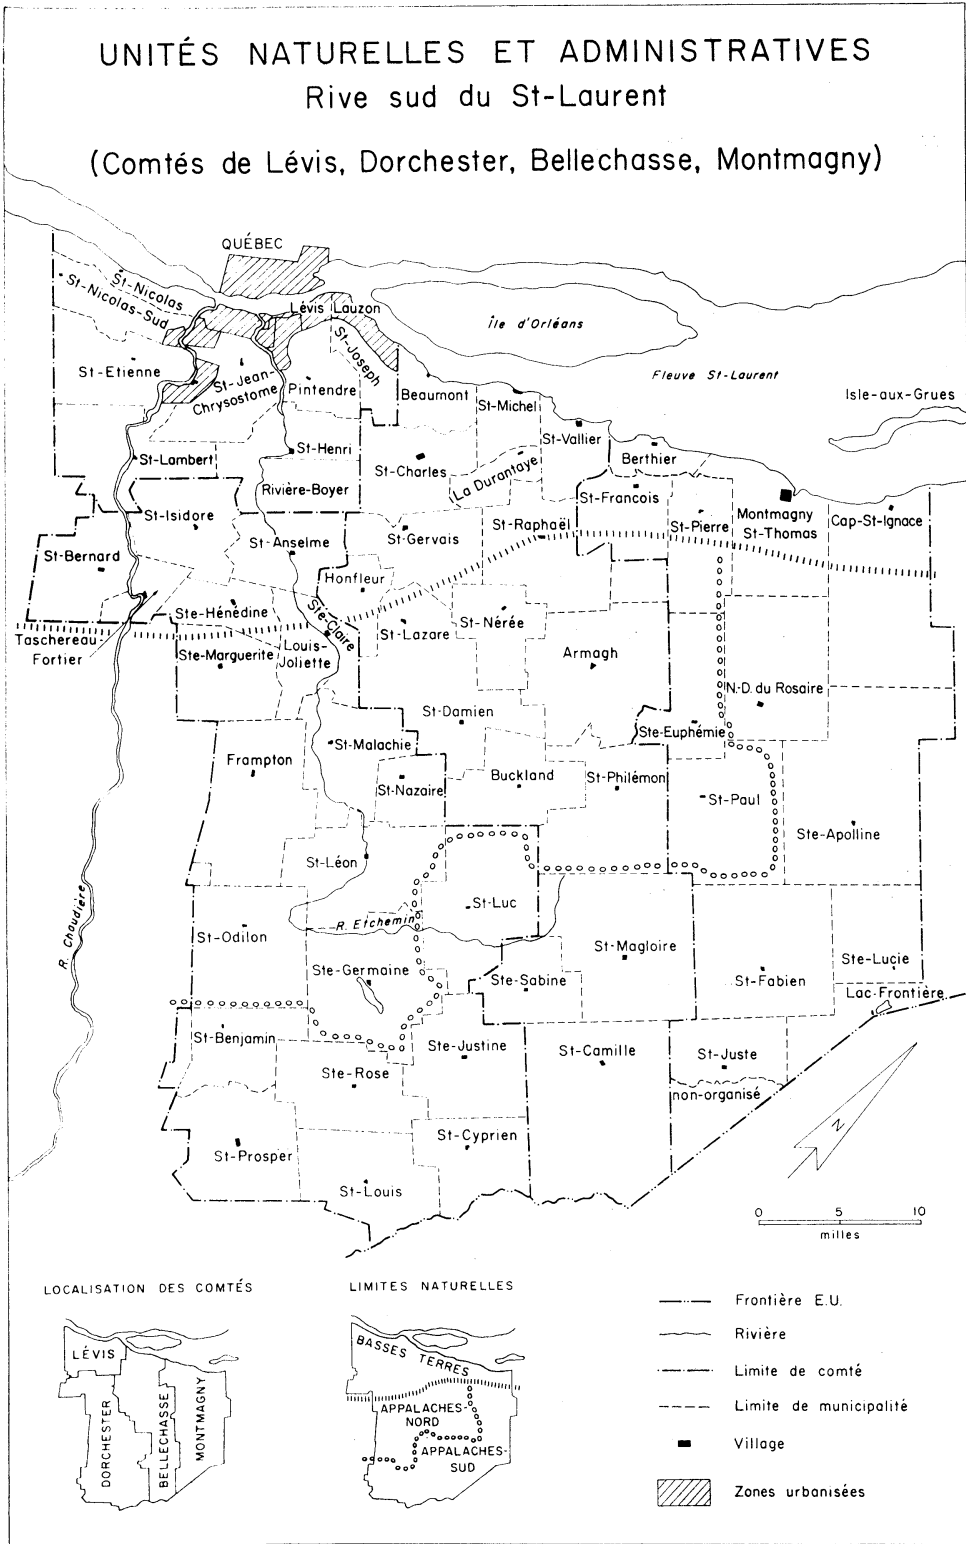 UNITÉS NATURELLES ET ADMINISTRATIVES
Rive sud du St-Laurent
(Comtés de Lévis, Dorchester, Bellechasse, Montmagny)
QUÉBEC
St-Nicolas
St-Nicolas-Sud
Lévis
Lauzon
St-Joseph
Île d'Orléans
Fleuve St-Laurent
Isle-aux-Grues
St-Etienne
St-Jean-
Chrysostome
Pintendre
Beaumont
St-Michel
St-Vallier
Berthier
St-Lambert
St-Henri
St-Charles
La Durantaye
Rivière-Boyer
St-Francois
St-Isidore
St-Anselme
St-Gervais
St-Raphaël
St-Pierre
Montmagny
St-Thomas
Cap-St-Ignace
St-Bernard
Honfleur
Ste-Hénédine
Ste-Claire
St-Lazare
St-Nérée
Taschereau-
Fortier
Ste-Marguerite
Louis-
Joliette
Armagh
N.-D. du Rosaire
St-Damien
Ste-Euphémie
St-Malachie
Frampton
St-Nazaire
Buckland
St-Philémon
St-Paul
Ste-Apolline
St-Léon
St-Luc
R. Etchemin
R. Chaudière
St-Odilon
St-Magloire
Ste-Germaine
Ste-Sabine
St-Fabien
Ste-Lucie
Lac-Frontière
St-Benjamin
Ste-Justine
St-Camille
St-Juste
Ste-Rose
non-organisé
St-Cyprien
St-Prosper
St-Louis
N
0 5 10
milles
LOCALISATION DES COMTÉS
LÉVIS
DORCHESTER
BELLECHASSE
MONTMAGNY
LIMITES NATURELLES
BASSES TERRES
APPALACHES-
NORD
APPALACHES-
SUD
Frontière E.U.
Rivière
Limite de comté
Limite de municipalité
Village
Zones urbanisées